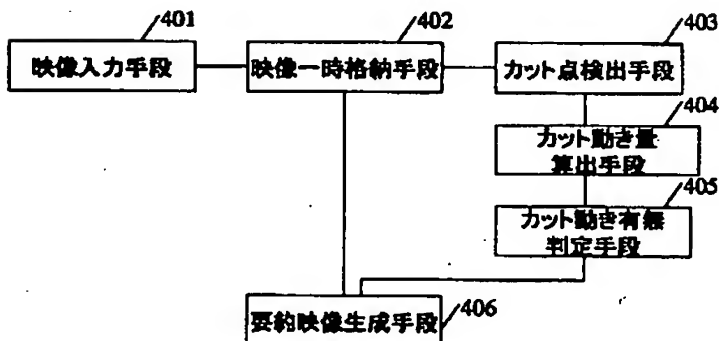 401
映像入力手段
402
映像一時格納手段
403
カット点検出手段
404
カット動き量
算出手段
405
カット動き有無
判定手段
要約映像生成手段
406